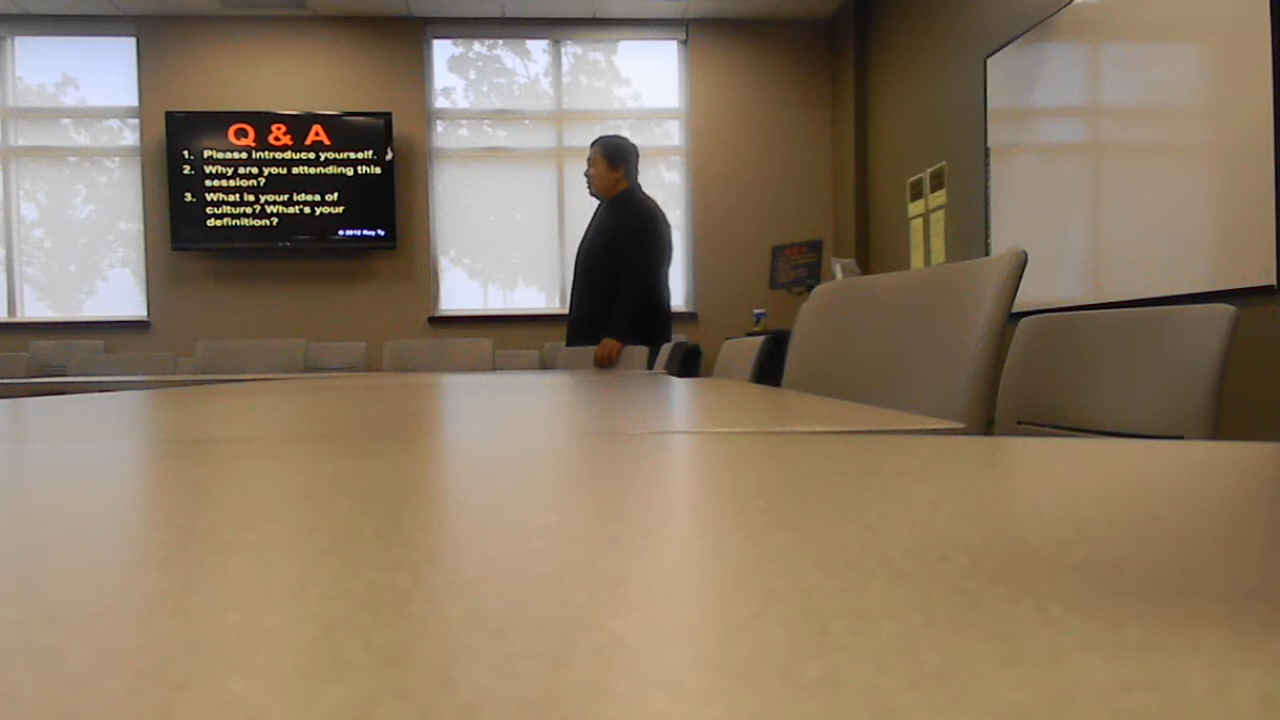 Q & A
1. Please introduce yourself.
2. Why are you attending this
session?
3. What is your idea of
culture? What's your
definition?
© 2012 Rey Ty
Q & A